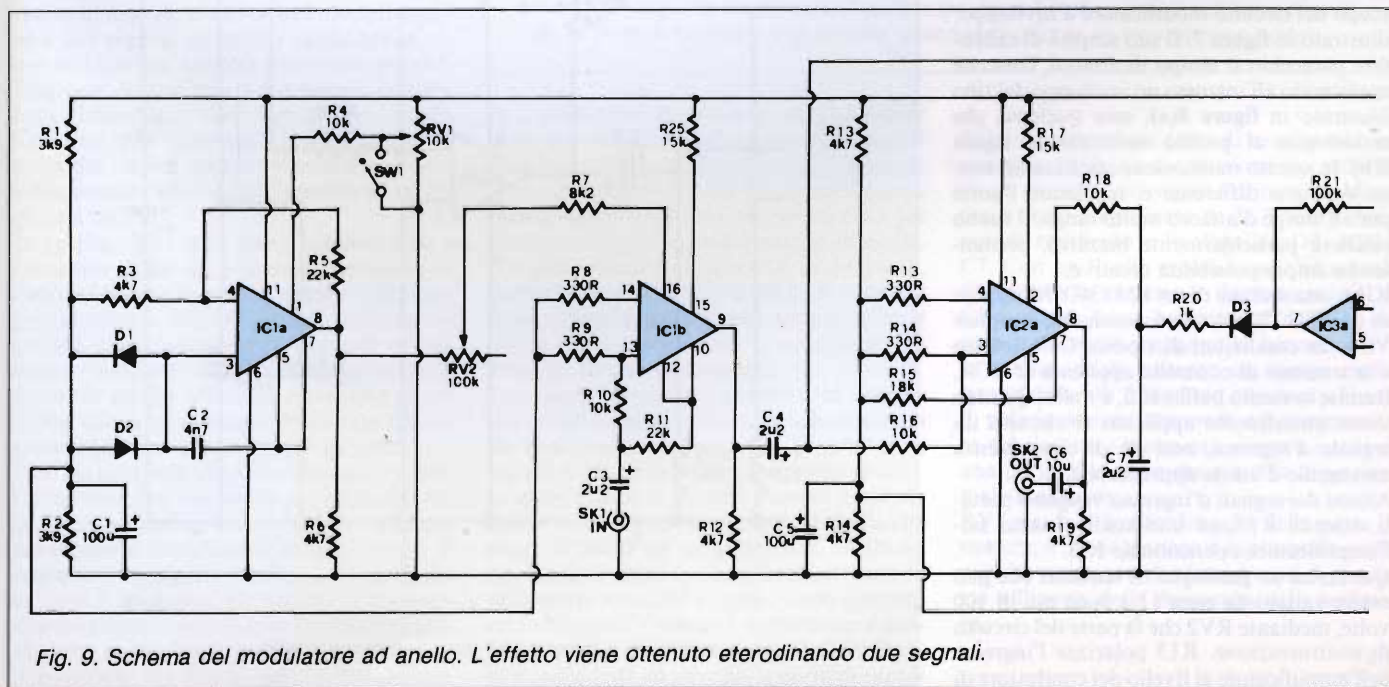 R1
3k9
R4
10k
RV1
10k
SW1
R25
15k
R13
4k7
R17
15k
R18
10k
R21
100k
R7
8k2
R3
4k7
R5
22k
4
11
1
IC1a
8
7
3
5
6
D1
D2
C2
4n7
R2
3k9
C1
100u
+
R6
4k7
RV2
100k
R8
330R
R9
330R
14
16
15
IC1b
9
10
13
12
R10
10k
R11
22k
C3
2u2
+
SK1
IN
R12
4k7
C4
2u2
+
C5
100u
+
R14
4k7
R13
330R
R14
330R
R15
18k
R16
10k
4
11
2
1
IC2a
8
7
3
5
6
R20
1k
D3
7
6
IC3a
5
SK2
OUT
C6
10u
+
R19
4k7
C7
2u2
+
Fig. 9. Schema del modulatore ad anello. L'effetto viene ottenuto eterodinando due segnali.